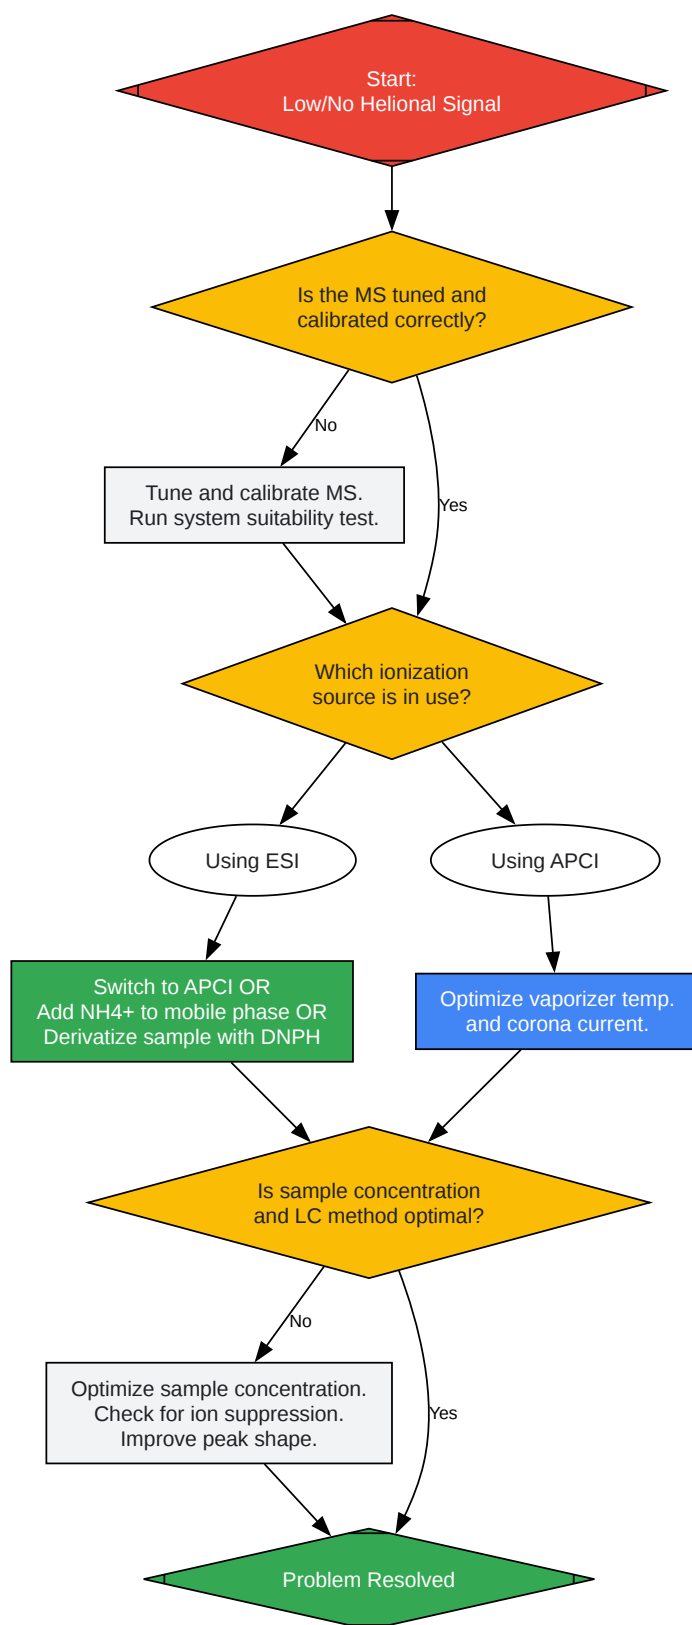 Start:
Low/No Helional Signal
Is the MS tuned and
calibrated correctly?
No
Tune and calibrate MS.
Run system suitability test.
Yes
Which ionization
source is in use?
Using ESI
Using APCI
Switch to APCI OR
Add NH4+ to mobile phase OR
Derivatize sample with DNPH
Optimize vaporizer temp.
and corona current.
Is sample concentration
and LC method optimal?
No
Optimize sample concentration.
Check for ion suppression.
Improve peak shape.
Yes
Problem Resolved